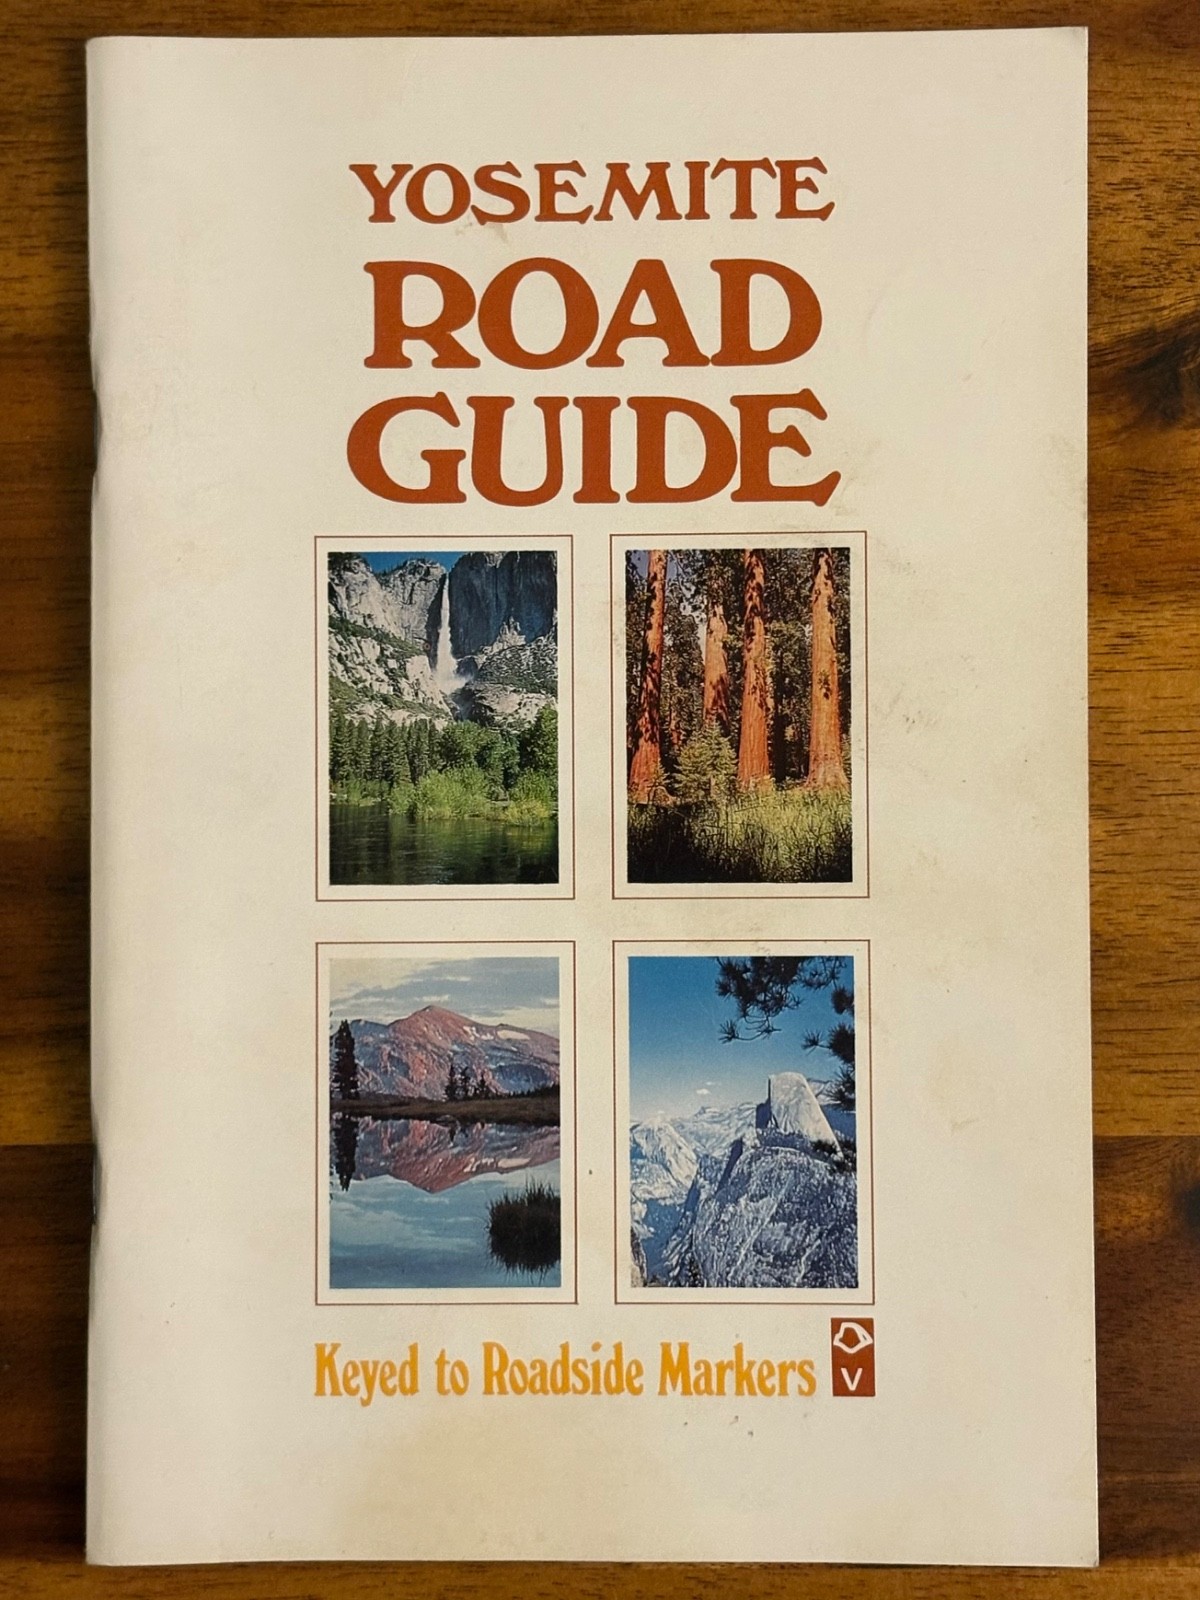 YOSEMITE
ROAD
GUIDE
Keyed to Roadside Markers
V